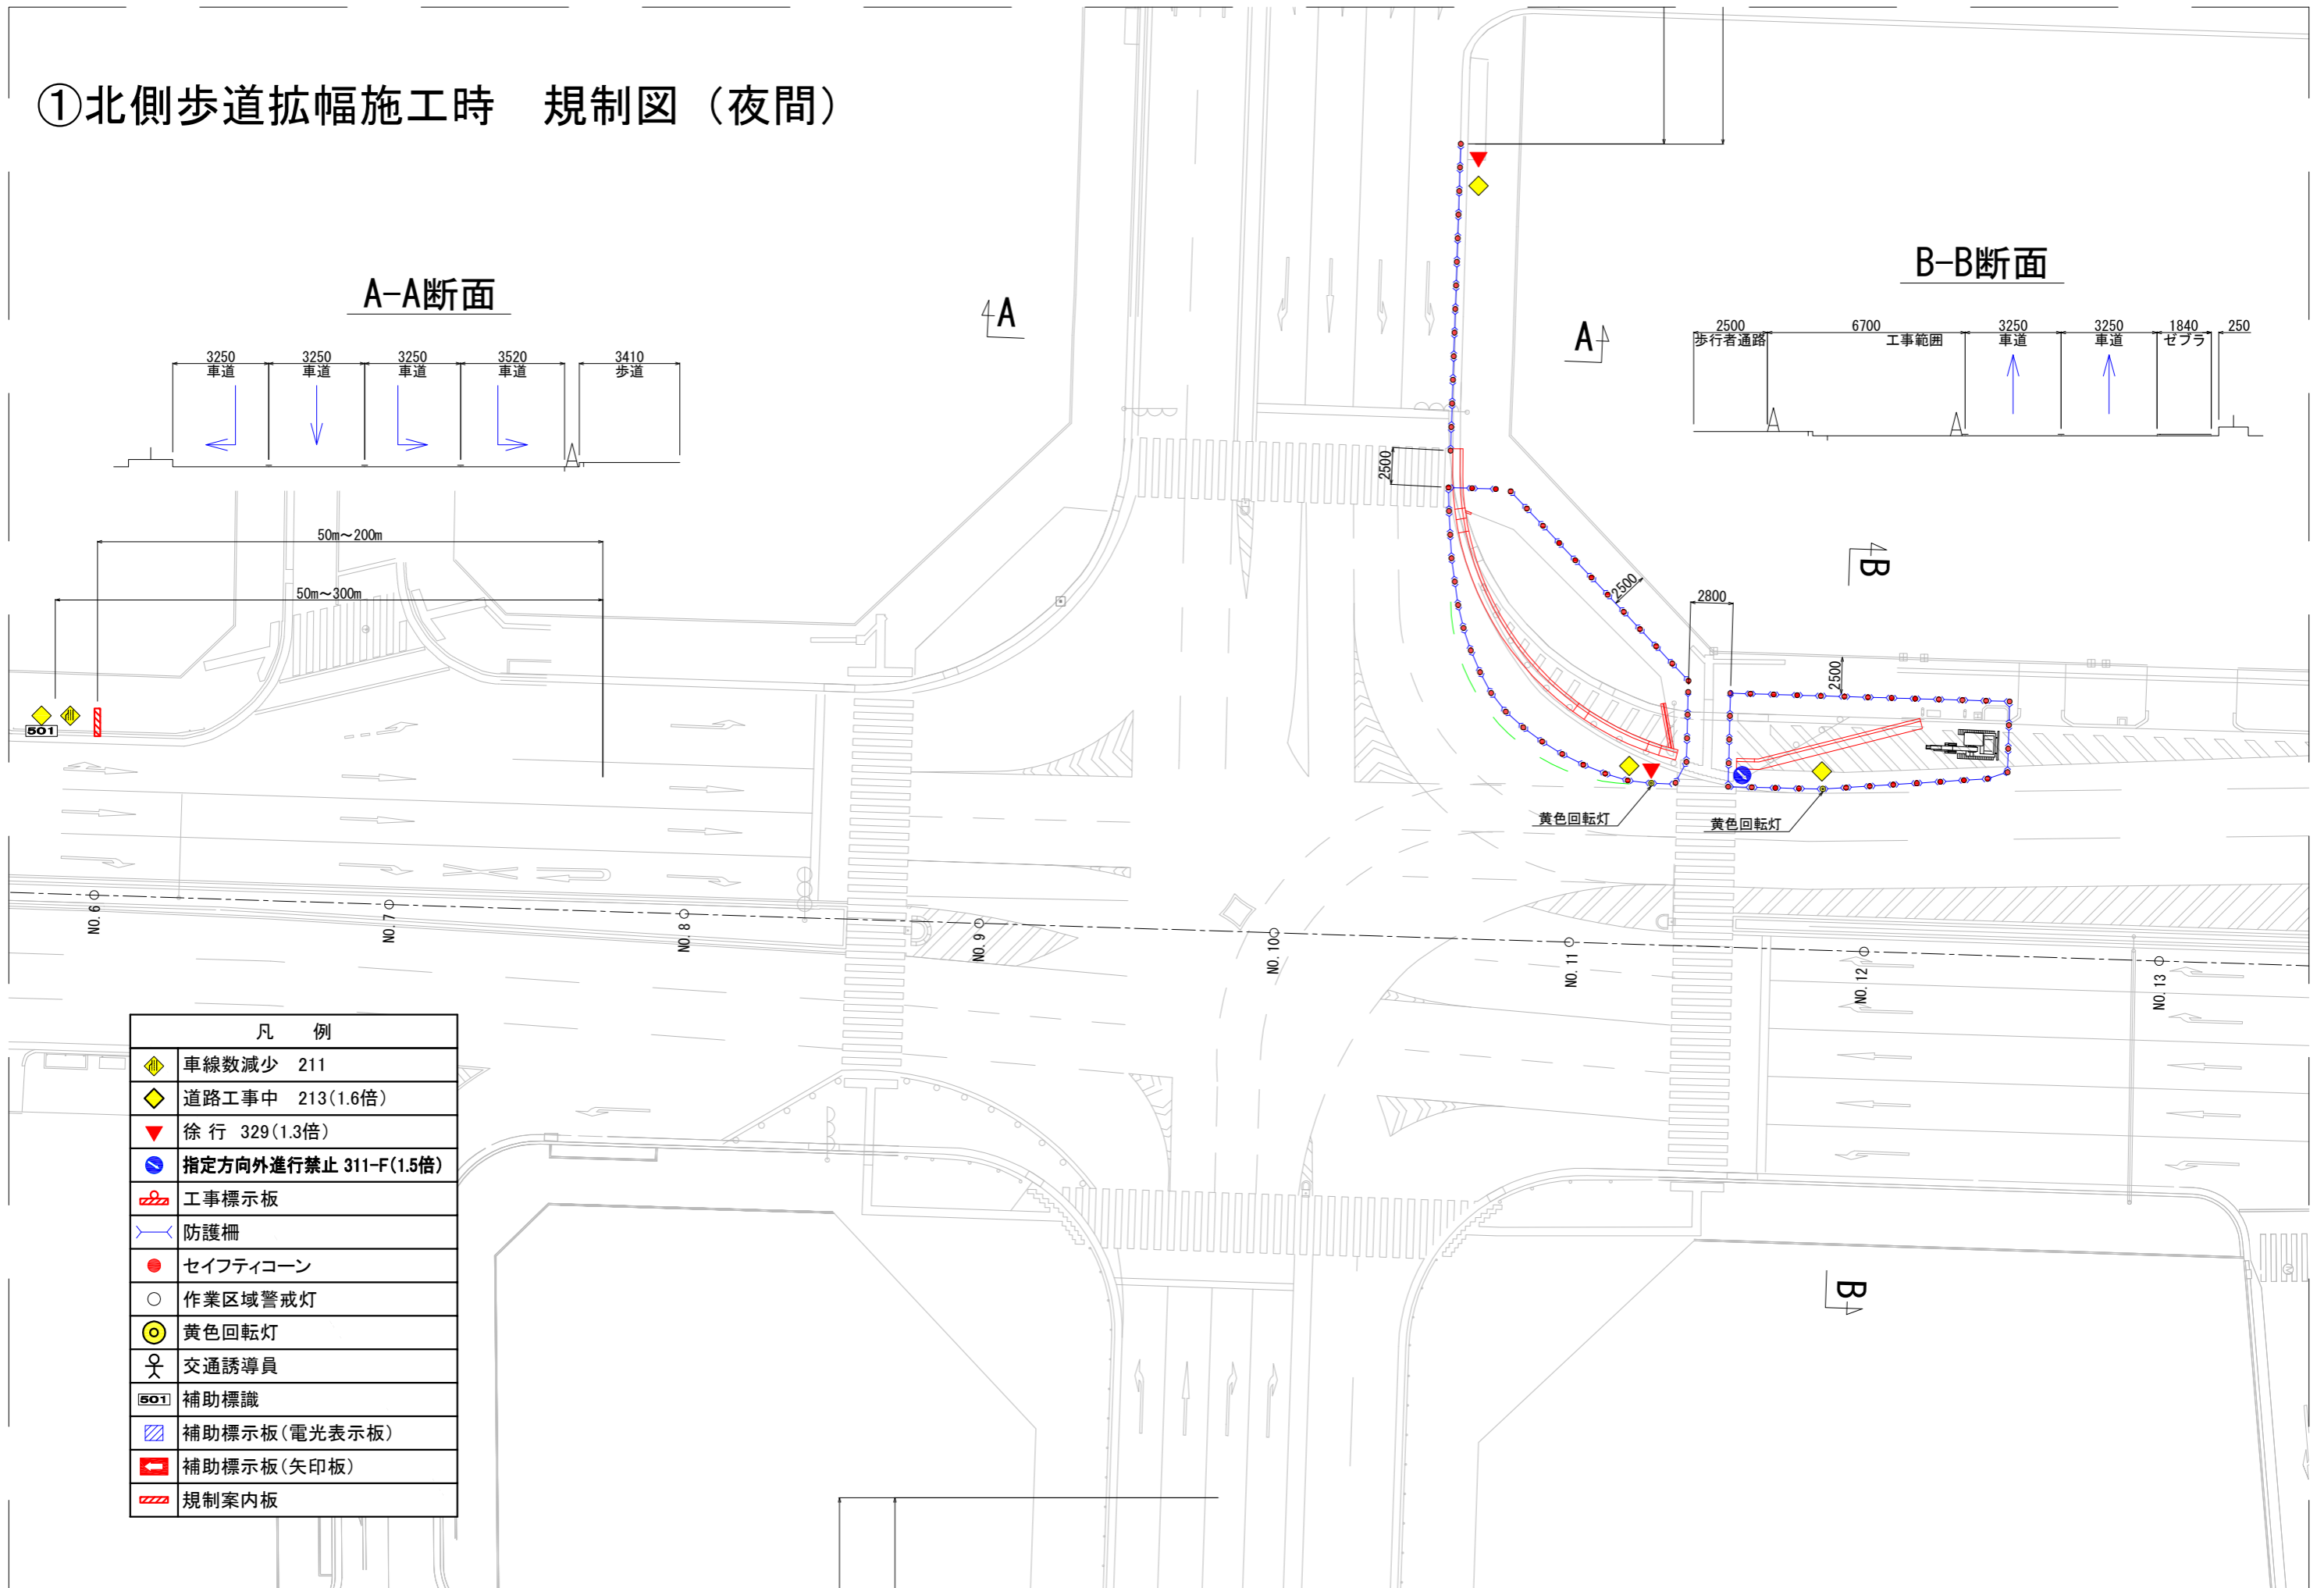 ①北側歩道拡幅施工時　規制図（夜間）
A-A断面
3250 3250 3250 3520 3410
車道 車道 車道 車道 歩道
A
A
B-B断面
2500 6700 3250 3250 1840 250
歩行者通路 工事範囲 車道 車道 ゼブラ
2500
B
50m～200m
50m～300m
2500
2800
2500
501
黄色回転灯
黄色回転灯
NO.6
NO.7
NO.8
NO.9
NO.10
NO.11
NO.12
NO.13
B
凡　例
車線数減少　211
道路工事中　213(1.6倍)
徐 行　329(1.3倍)
指定方向外進行禁止 311-F(1.5倍)
工事標示板
防護柵
セイフティコーン
作業区域警戒灯
黄色回転灯
交通誘導員
501 補助標識
補助標示板(電光表示板)
補助標示板(矢印板)
規制案内板